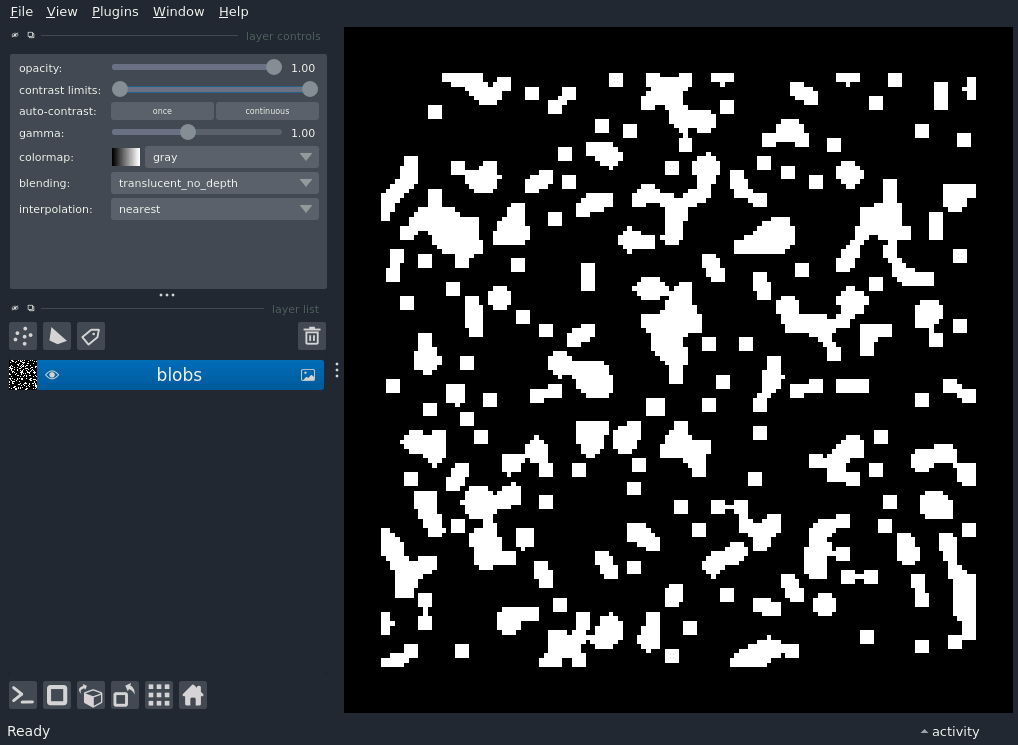 File View Plugins Window Help
layer controls
opacity: 1.00
contrast limits:
auto-contrast: once continuous
gamma: 1.00
colormap: gray
blending: translucent_no_depth
interpolation: nearest
layer list
blobs
Ready
activity